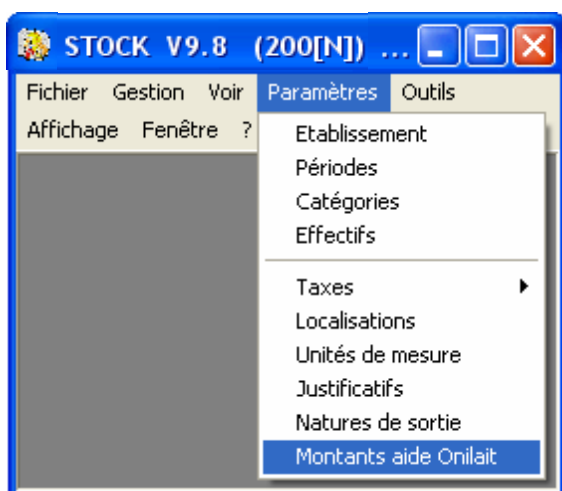 STOCK V9.8 (200[N]) ...
Fichier Gestion Voir Paramètres Outils
Affichage Fenêtre ?
Etablissement
Périodes
Catégories
Effectifs
Taxes
Localisations
Unités de mesure
Justificatifs
Natures de sortie
Montants aide Onilait